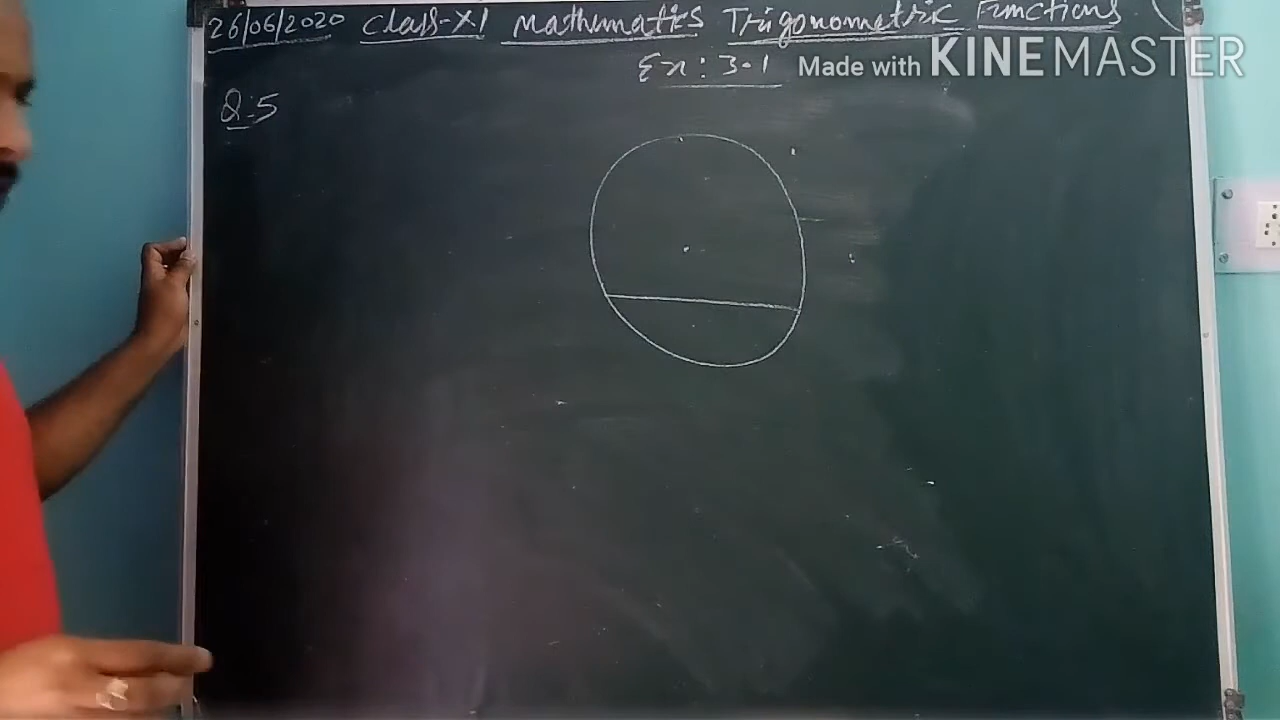 26/06/2020 Class-XI Mathematics Trigonometric Functions (
Ex: 3.1 Made with KINEMASTER
Q:5